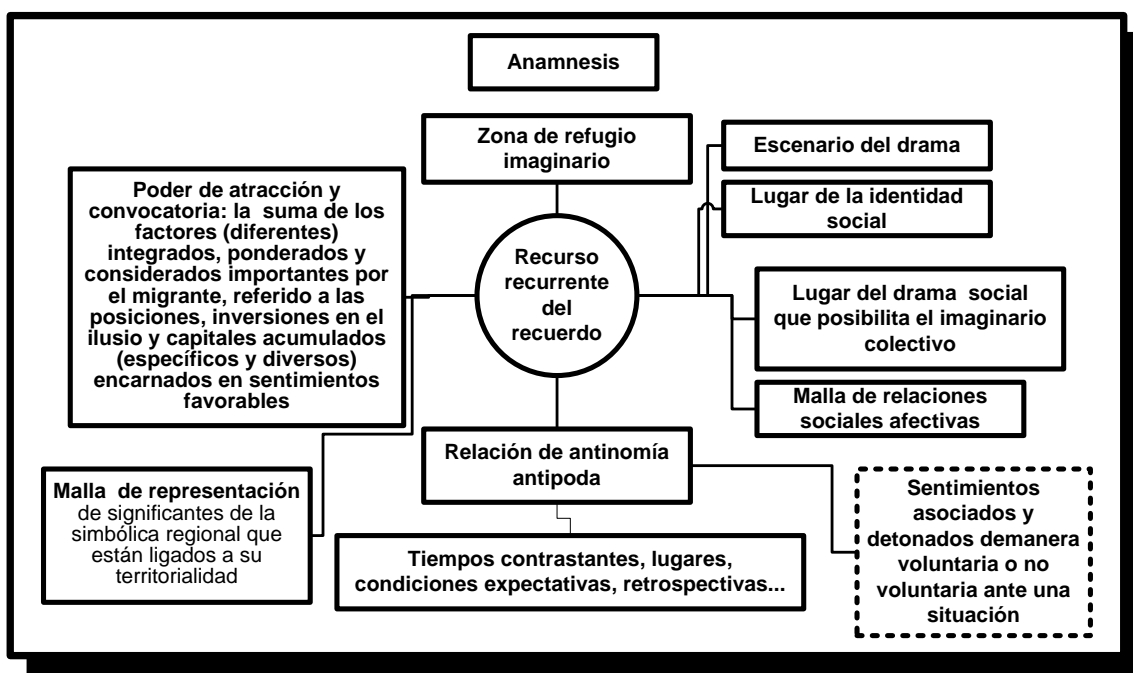 Anamnesis
Zona de refugio
imaginario
Escenario del drama
Lugar de la identidad
social
Poder de atracción y
convocatoria: la suma de los
factores (diferentes)
integrados, ponderados y
considerados importantes por
el migrante, referido a las
posiciones, inversiones en el
ilusio y capitales acumulados
(específicos y diversos)
encarnados en sentimientos
favorables
Recurso
recurrente
del
recuerdo
Lugar del drama social
que posibilita el imaginario
colectivo
Malla de relaciones
sociales afectivas
Relación de antinomía
antipoda
Malla de representación
de significantes de la
simbólica regional que
están ligados a su
territorialidad
Tiempos contrastantes, lugares,
condiciones expectativas, retrospectivas...
Sentimientos
asociados y
detonados demanera
voluntaria o no
voluntaria ante una
situación